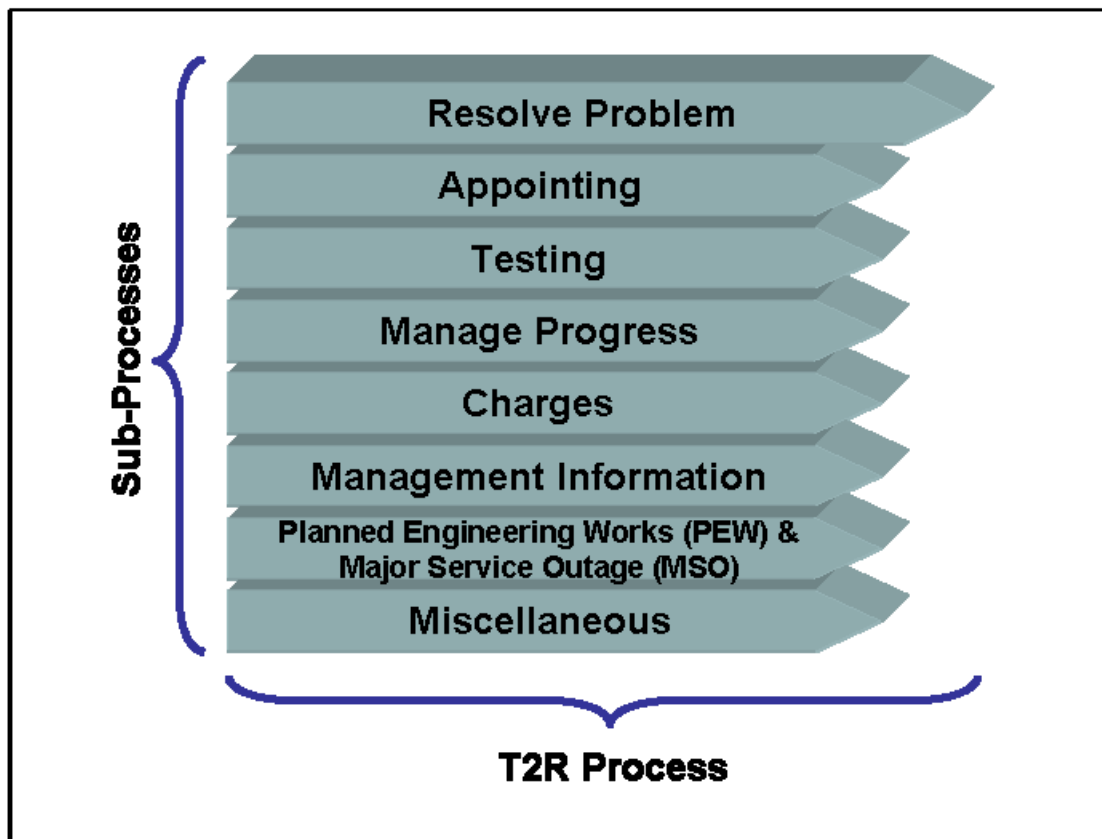 Sub-Processes
Resolve Problem
Appointing
Testing
Manage Progress
Charges
Management Information
Planned Engineering Works (PEW) &
Major Service Outage (MSO)
Miscellaneous
T2R Process